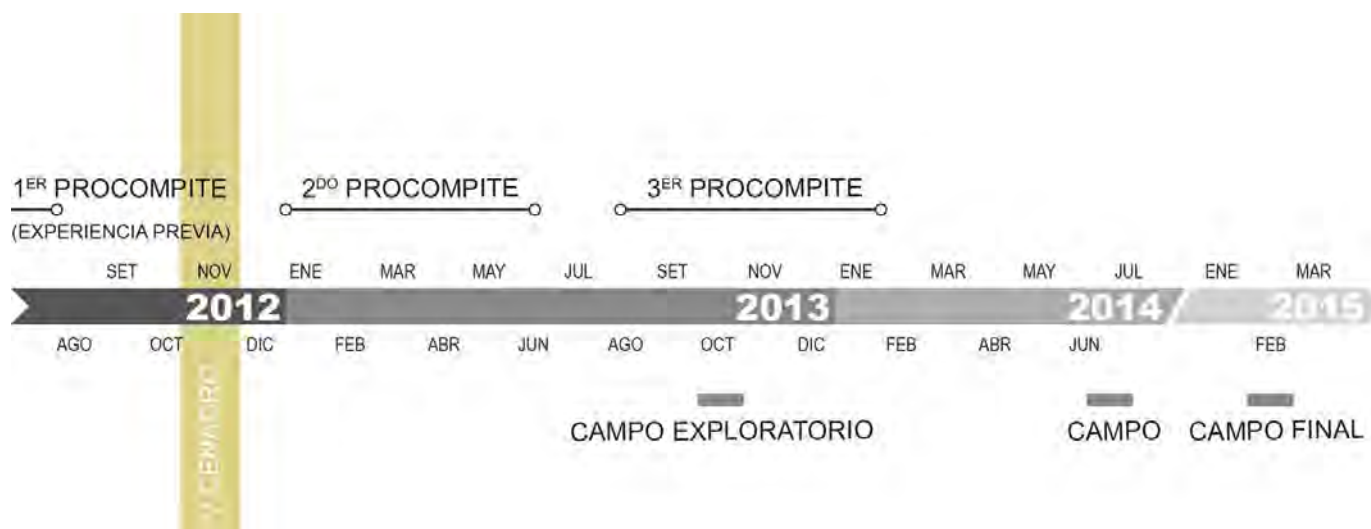 1ER PROCOMPITE 2DO PROCOMPITE 3ER PROCOMPITE
(EXPERIENCIA PREVIA)
SET NOV ENE MAR MAY JUL SET NOV ENE MAR MAY JUL ENE MAR
2012 2013 2014 2015
AGO OCT DIC FEB ABR JUN AGO OCT DIC FEB ABR JUN FEB
CENAGRO
CAMPO EXPLORATORIO CAMPO CAMPO FINAL